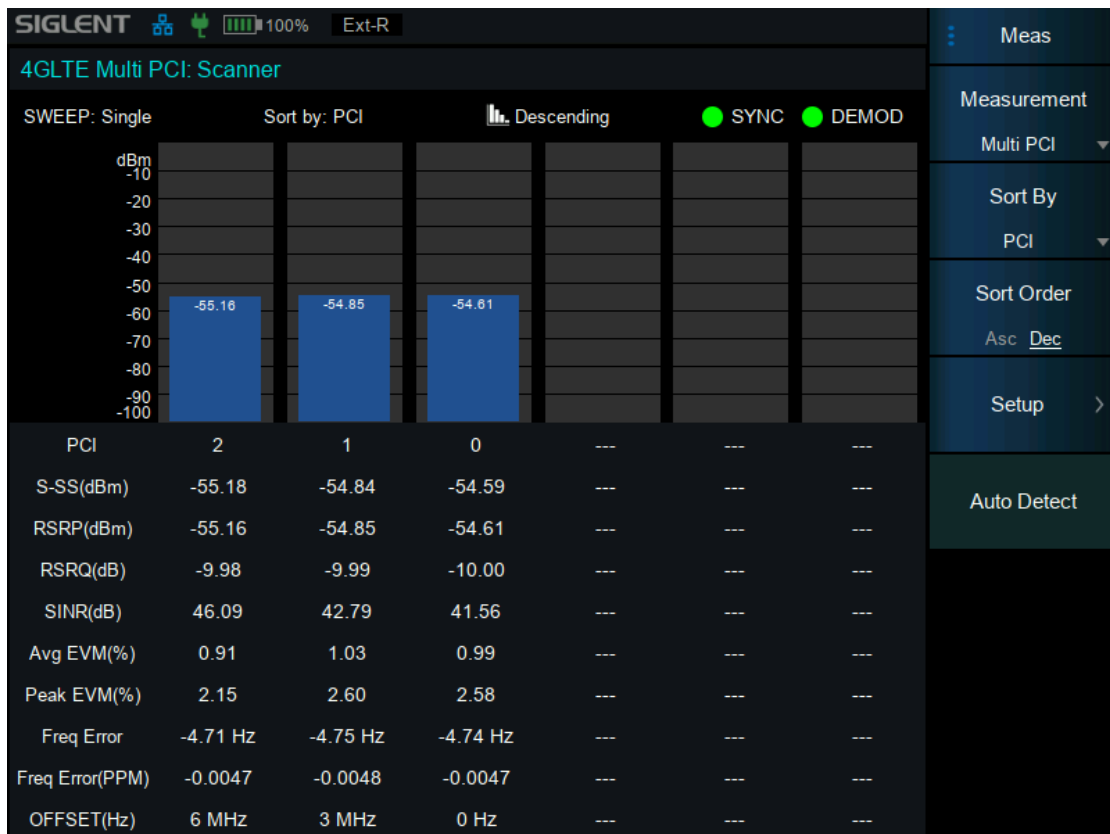 SIGLENT 100% Ext-R
4GLTE Multi PCI: Scanner
SWEEP: Single Sort by: PCI Descending SYNC DEMOD
dBm
-10
-20
-30
-40
-50
-60
-70
-80
-90
-100
-55.16 -54.85 -54.61
PCI 2 1 0 --- --- ---
S-SS(dBm) -55.18 -54.84 -54.59 --- --- ---
RSRP(dBm) -55.16 -54.85 -54.61 --- --- ---
RSRQ(dB) -9.98 -9.99 -10.00 --- --- ---
SINR(dB) 46.09 42.79 41.56 --- --- ---
Avg EVM(%) 0.91 1.03 0.99 --- --- ---
Peak EVM(%) 2.15 2.60 2.58 --- --- ---
Freq Error -4.71 Hz -4.75 Hz -4.74 Hz --- --- ---
Freq Error(PPM) -0.0047 -0.0048 -0.0047 --- --- ---
OFFSET(Hz) 6 MHz 3 MHz 0 Hz --- --- ---
Meas
Measurement
Multi PCI
Sort By
PCI
Sort Order
Asc Dec
Setup
Auto Detect